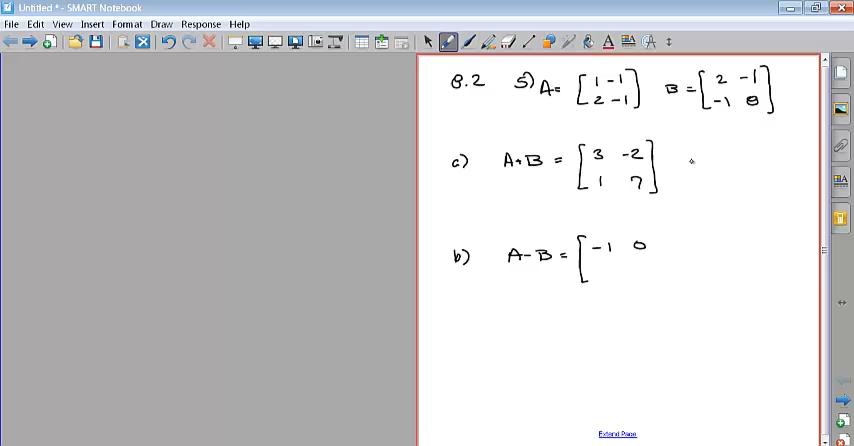 Untitled * - SMART Notebook
File Edit View Insert Format Draw Response Help
8.2 5) A= [ 1 -1 ] B = [ 2 -1 ]
2 -1 -1 8
a) A+B = [ 3 -2 ]
1 7
b) A-B = [ -1 0
Extend Page